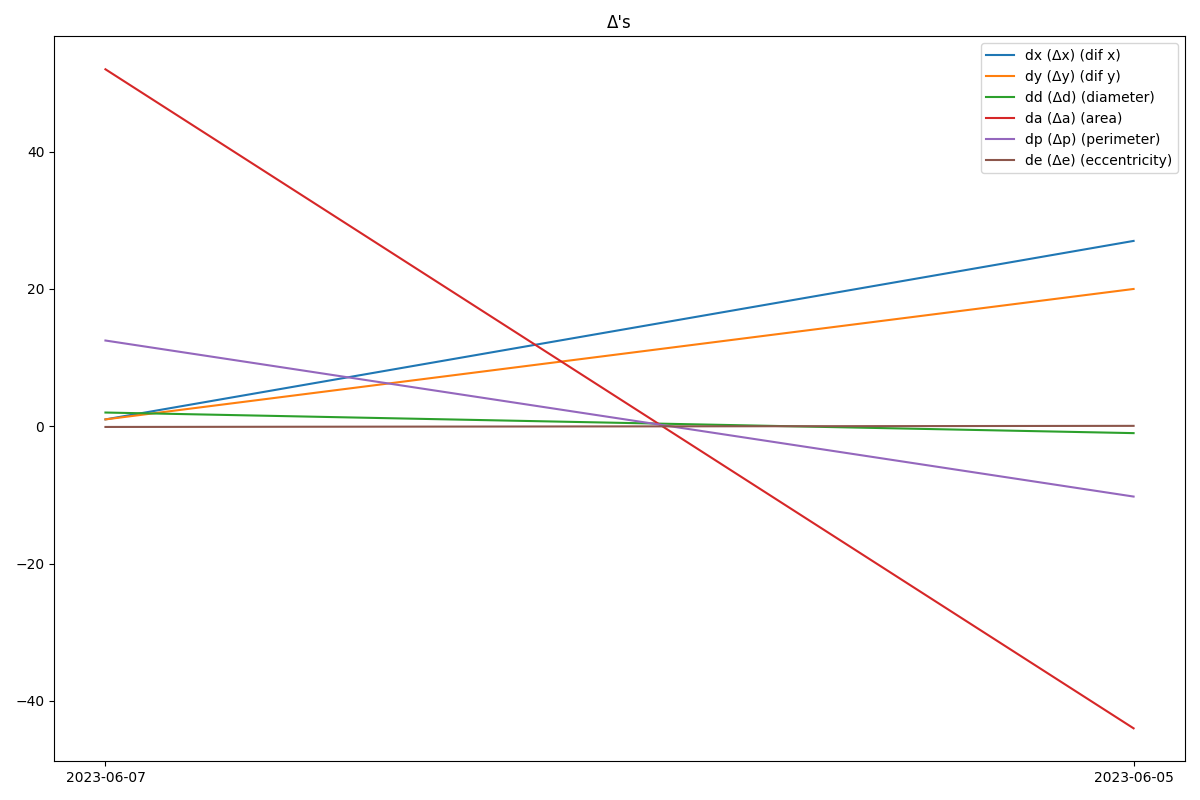 Δ's
dx (Δx) (dif x)
dy (Δy) (dif y)
dd (Δd) (diameter)
da (Δa) (area)
dp (Δp) (perimeter)
de (Δe) (eccentricity)
40
20
0
−20
−40
2023-06-07
2023-06-05